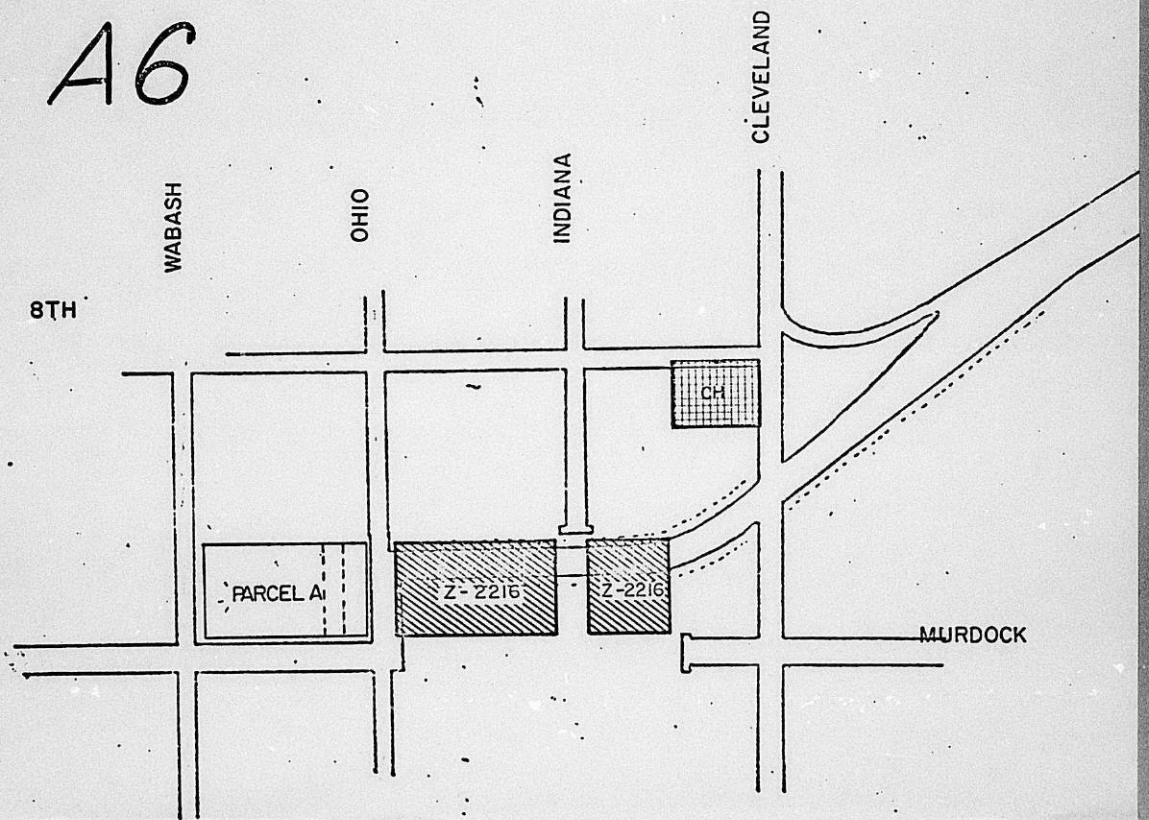 A6
CLEVELAND
WABASH
OHIO
INDIANA
8TH
CH
PARCEL A
Z-2216
Z-2216
MURDOCK